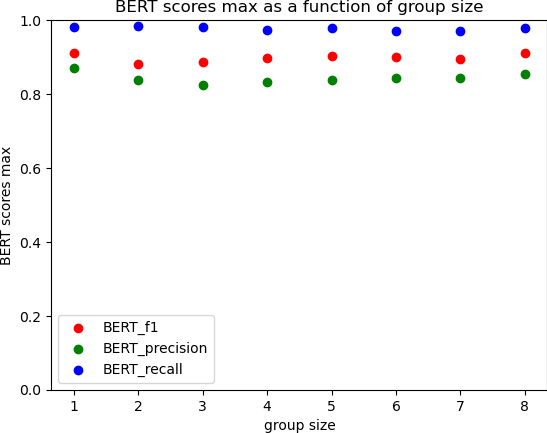 BERT scores max as a function of group size
1.0
0.8
0.6
0.4
0.2
0.0
BERT scores max
BERT_f1
BERT_precision
BERT_recall
1 2 3 4 5 6 7 8
group size